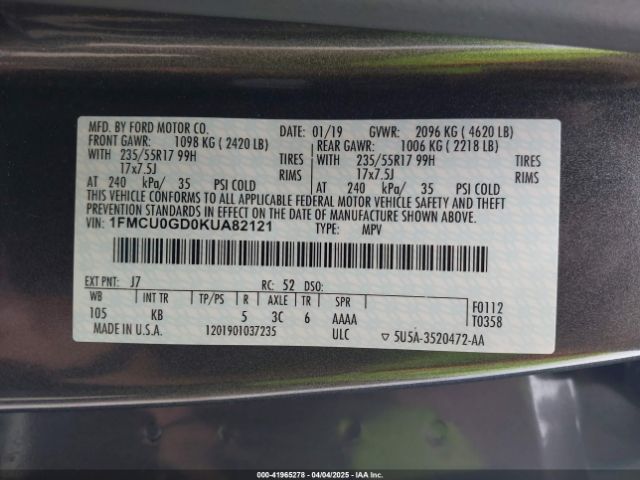 MFD. BY FORD MOTOR CO.
DATE: 01/19 GVWR: 2096 KG ( 4620 LB)
FRONT GAWR: 1098 KG ( 2420 LB) REAR GAWR: 1006 KG ( 2218 LB)
WITH 235/55R17 99H TIRES WITH 235/55R17 99H TIRES
17x7.5J RIMS 17x7.5J RIMS
AT 240 kPa/ 35 PSI COLD AT 240 kPa/ 35 PSI COLD
THIS VEHICLE CONFORMS TO ALL APPLICABLE FEDERAL MOTOR VEHICLE SAFETY AND THEFT
PREVENTION STANDARDS IN EFFECT ON THE DATE OF MANUFACTURE SHOWN ABOVE.
VIN: 1FMCU0GD0KUA82121 TYPE: MPV
EXT PNT: J7 RC: 52 DSO:
WB INT TR TP/PS R AXLE TR SPR
105 KB 5 3C 6 AAAA
F0112
T0358
MADE IN U.S.A. 1201901037235 ULC ▽ 5U5A-3520472-AA
000-41965278 - 04/04/2025 - IAAI.COM